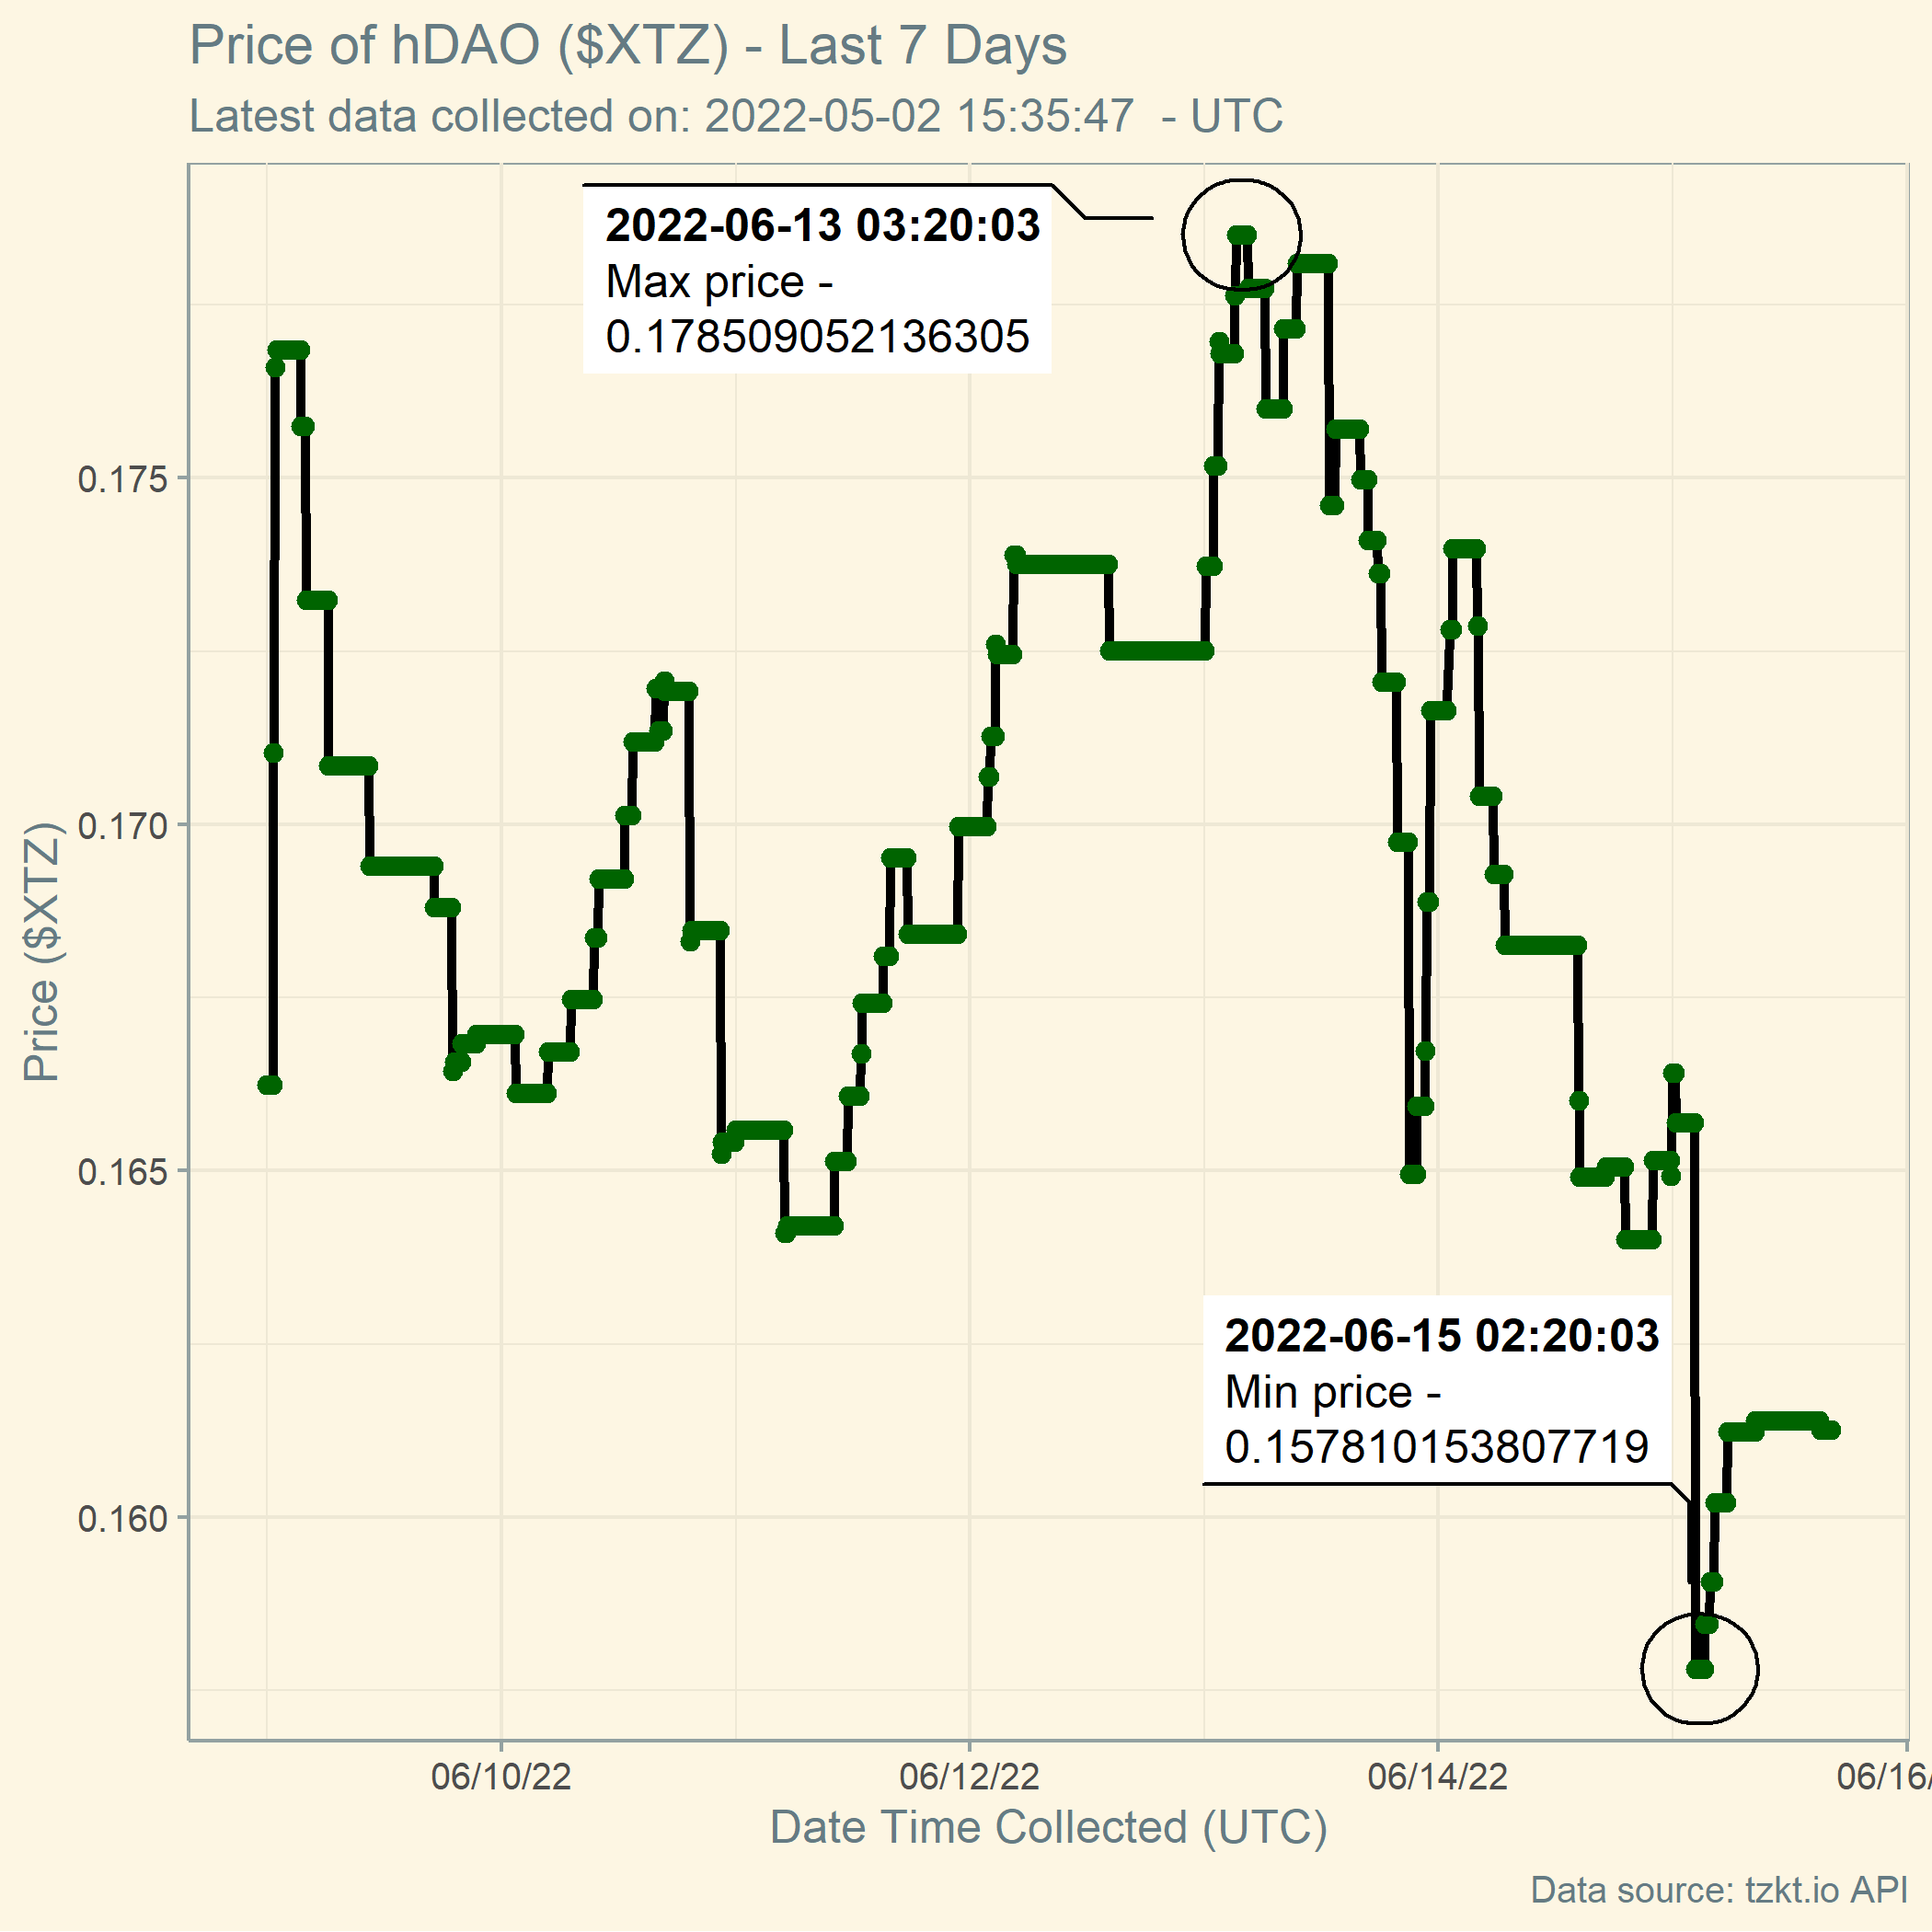 Price of hDAO ($XTZ) - Last 7 Days
Latest data collected on: 2022-05-02 15:35:47  - UTC
2022-06-13 03:20:03
Max price -
0.178509052136305
0.175
0.170
0.165
0.160
Price ($XTZ)
2022-06-15 02:20:03
Min price -
0.157810153807719
06/10/22
06/12/22
06/14/22
06/16/
Date Time Collected (UTC)
Data source: tzkt.io API